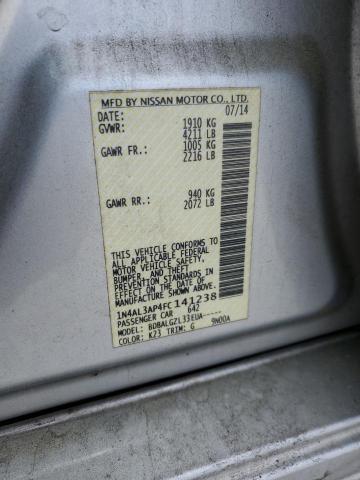 MFD BY NISSAN MOTOR CO., LTD.
DATE: 07/14
GVWR: 1910 KG
4211 LB
GAWR FR.: 1005 KG
2216 LB
GAWR RR.: 940 KG
2072 LB
THIS VEHICLE CONFORMS TO
ALL APPLICABLE FEDERAL
MOTOR VEHICLE SAFETY,
BUMPER, AND THEFT
PREVENTION STANDARDS
IN EFFECT ON THE DATE OF
MANUFACTURE SHOWN ABOVE.
1N4AL3AP4FC141238
PASSENGER CAR 642
MODEL: BDBALGZL33EUA-----
COLOR: K23 TRIM: G 9N00A